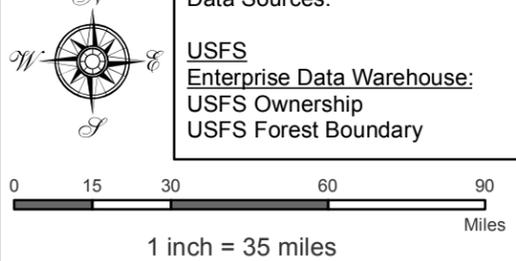 N
Data Sources:
W E
S
USFS
Enterprise Data Warehouse:
USFS Ownership
USFS Forest Boundary
0 15 30 60 90
Miles
1 inch = 35 miles